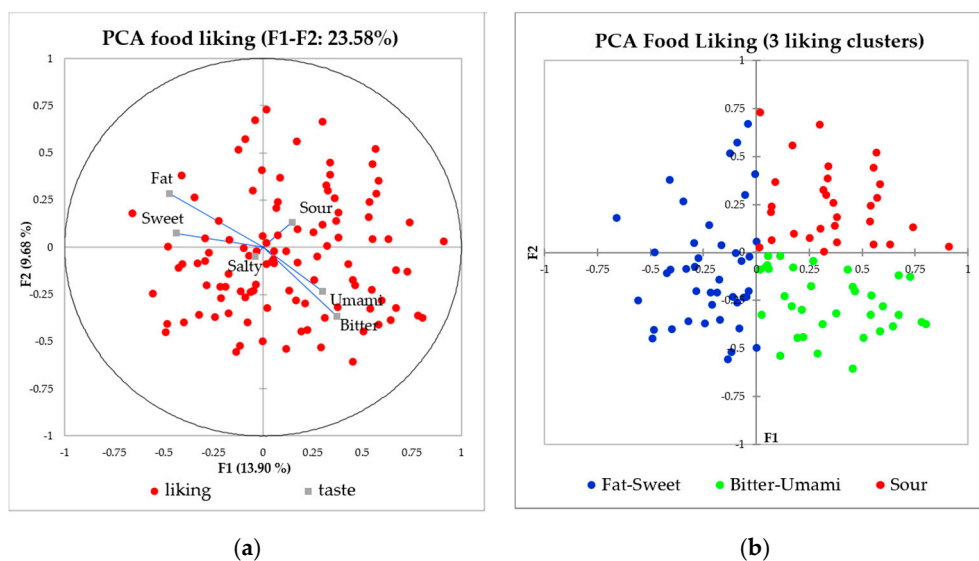 PCA food liking (F1-F2: 23.58%)
1
0.75
0.5
0.25
0
-0.25
-0.5
-0.75
-1
-1
-0.75
-0.5
-0.25
0
0.25
0.5
0.75
1
F2 (9.68 %)
F1 (13.90 %)
Fat
Sweet
Sour
Salty
Umami
Bitter
liking
taste
(a)
PCA Food Liking (3 liking clusters)
1
0.75
0.5
0.25
0
-0.25
-0.5
-0.75
-1
-1
-0.75
-0.5
-0.25
0
0.25
0.5
0.75
1
F2
F1
Fat-Sweet
Bitter-Umami
Sour
(b)